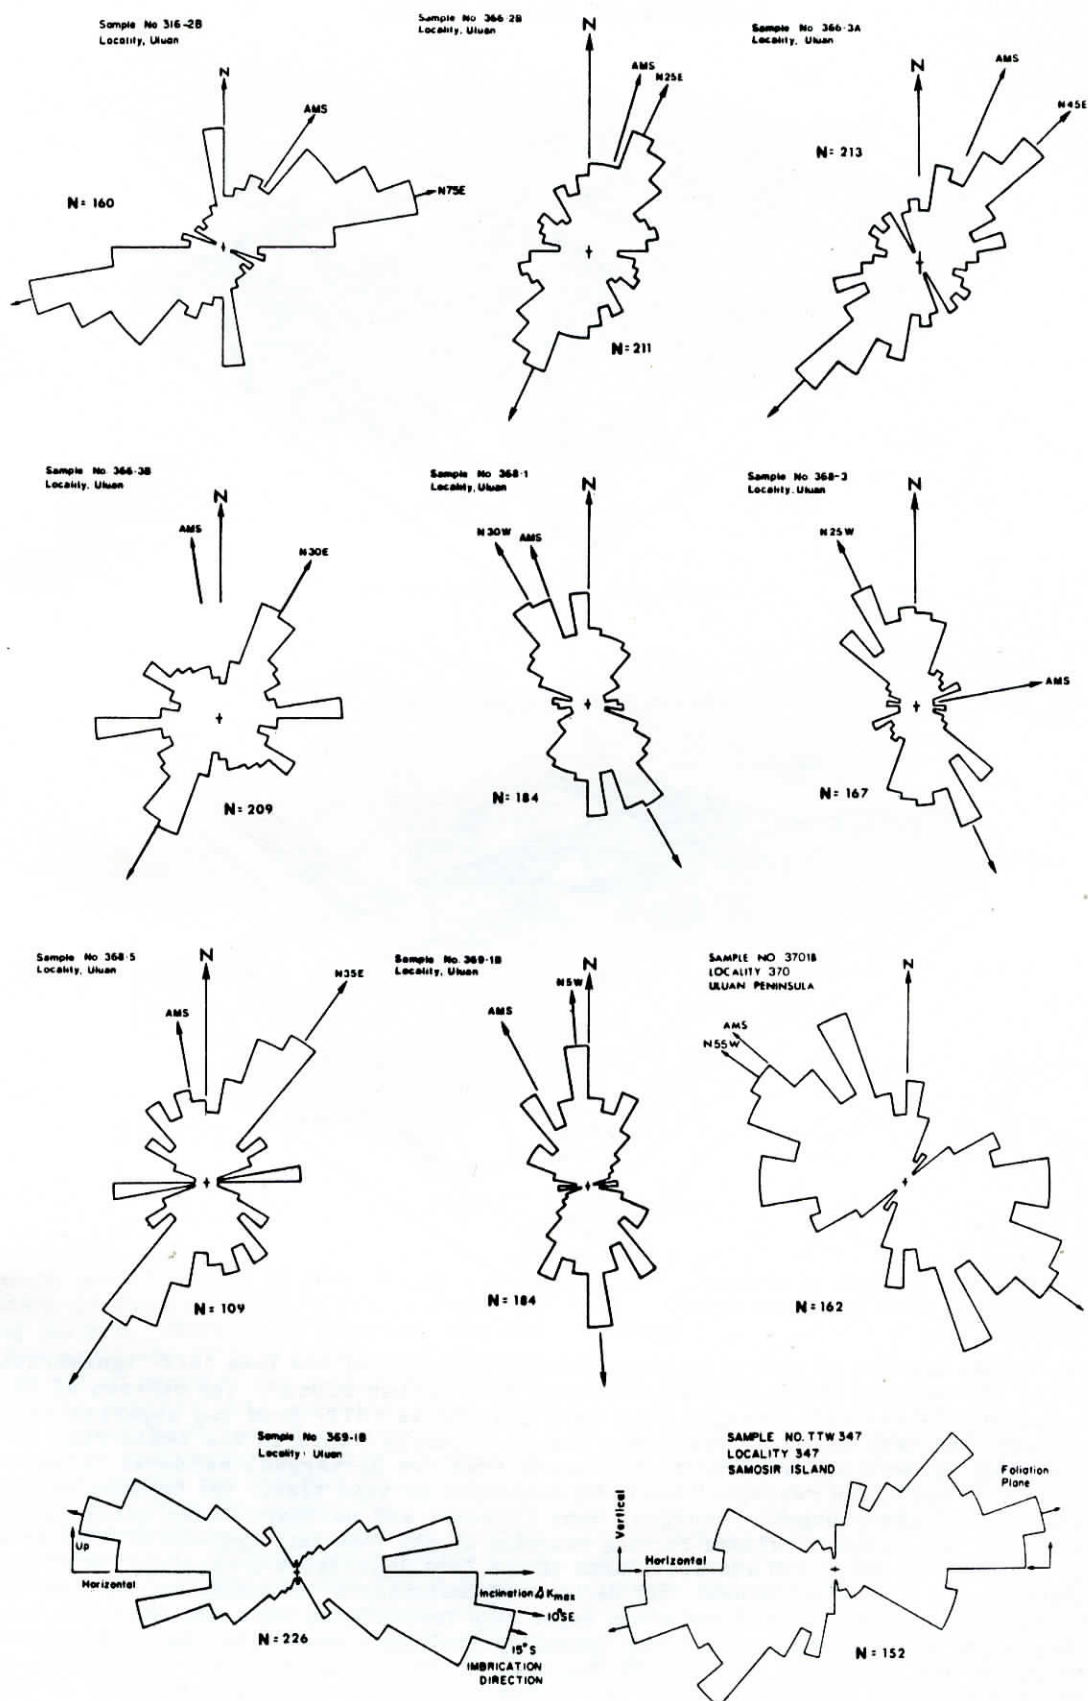 Sample No 316-2B
Locality, Uluan
N
AMS
N75E
N= 160
Sample No 366-2B
Locality, Uluan
N
AMS
N25E
N=211
Sample No 366-3A
Locality, Uluan
N
AMS
N45E
N= 213
Sample No 366-3B
Locality, Uluan
N
AMS
N30E
N= 209
Sample No 368-1
Locality, Uluan
N
N30W
AMS
N= 184
Sample No 368-3
Locality, Uluan
N
N25W
AMS
N= 167
Sample No 368-5
Locality, Uluan
N
N35E
AMS
N= 109
Sample No. 369-1B
Locality, Uluan
N
N5W
AMS
N= 184
SAMPLE NO 3701B
LOCALITY 370
ULUAN PENINSULA
N
AMS
N55W
N= 162
Sample No 369-1B
Locality, Uluan
Up
Horizontal
Inclination Kmax
10°SE
15°S
IMBRICATION
DIRECTION
N=226
SAMPLE NO. TTW347
LOCALITY 347
SAMOSIR ISLAND
Foliation
Plane
Vertical
Horizontal
N=152